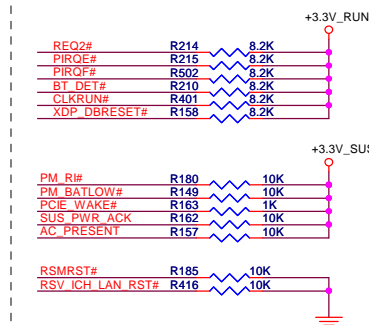 +3.3V_RUN
REQ2# R214 8.2K
PIRQE# R215 8.2K
PIRQF# R502 8.2K
BT_DET# R210 8.2K
CLKRUN# R401 8.2K
XDP_DBRESET# R158 8.2K
+3.3V_SUS
PM_RI# R180 10K
PM_BATLOW# R149 10K
PCIE_WAKE# R163 1K
SUS_PWR_ACK R162 10K
AC_PRESENT R157 10K
RSMRST# R185 10K
RSV_ICH_LAN_RST# R416 10K